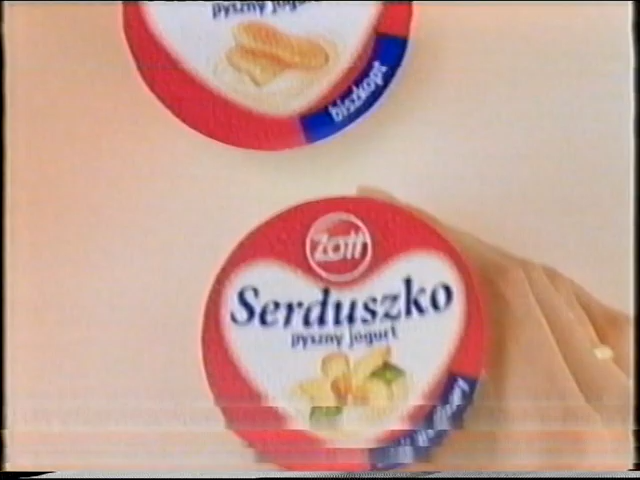 pyszny jogurt
biszkopt
Zott
Serduszko
pyszny jogurt